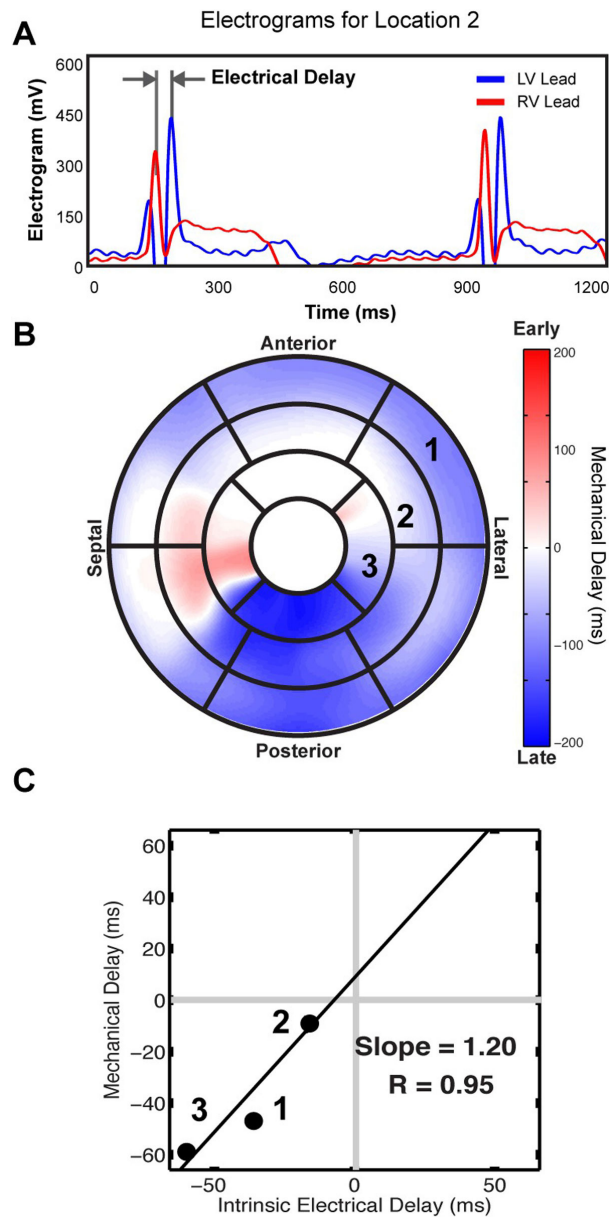 Electrograms for Location 2
A
Electrogram (mV)
600
450
300
150
0
Electrical Delay
LV Lead
RV Lead
0 300 600 900 1200
Time (ms)
B
Anterior
Septal
Lateral
Posterior
1
2
3
Early
200
100
0
−100
−200
Late
Mechanical Delay (ms)
C
Mechanical Delay (ms)
60
40
20
0
−20
−40
−60
2
3
1
Slope = 1.20
R = 0.95
−50 0 50
Intrinsic Electrical Delay (ms)